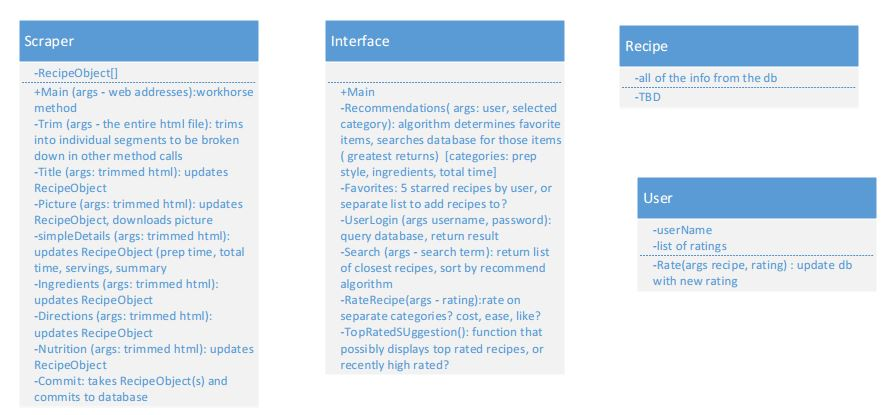 Scraper
-RecipeObject[]
+Main (args - web addresses):workhorse
method
-Trim (args - the entire html file): trims
into individual segments to be broken
down in other method calls
-Title (args: trimmed html): updates
RecipeObject
-Picture (args: trimmed html): updates
RecipeObject, downloads picture
-simpleDetails (args: trimmed html):
updates RecipeObject (prep time, total
time, servings, summary
-Ingredients (args: trimmed html):
updates RecipeObject
-Directions (args: trimmed html):
updates RecipeObject
-Nutrition (args: trimmed html): updates
RecipeObject
-Commit: takes RecipeObject(s) and
commits to database
Interface
+Main
-Recommendations( args: user, selected
category): algorithm determines favorite
items, searches database for those items
( greatest returns)  [categories: prep
style, ingredients, total time]
-Favorites: 5 starred recipes by user, or
separate list to add recipes to?
-UserLogin (args username, password):
query database, return result
-Search (args - search term): return list
of closest recipes, sort by recommend
algorithm
-RateRecipe(args - rating):rate on
separate categories? cost, ease, like?
-TopRatedSUggestion(): function that
possibly displays top rated recipes, or
recently high rated?
Recipe
-all of the info from the db
-TBD
User
-userName
-list of ratings
-Rate(args recipe, rating) : update db
with new rating